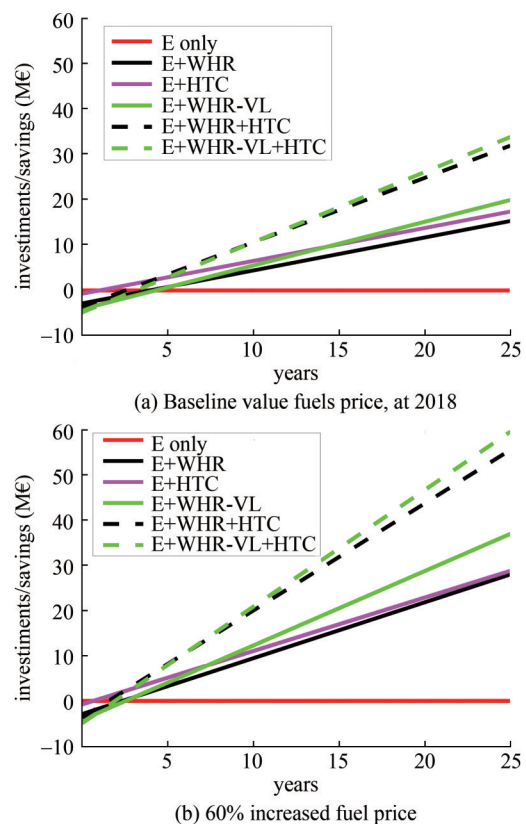 60
50
40
30
20
10
0
−10
investiments/savings (M€)
E only
E+WHR
E+HTC
E+WHR-VL
E+WHR+HTC
E+WHR-VL+HTC
5
10
15
20
25
years
(a) Baseline value fuels price, at 2018
60
50
40
30
20
10
0
−10
investiments/savings (M€)
E only
E+WHR
E+HTC
E+WHR-VL
E+WHR+HTC
E+WHR-VL+HTC
5
10
15
20
25
years
(b) 60% increased fuel price